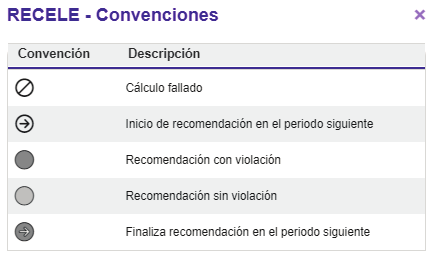 RECELE - Convenciones
Convención Descripción
Cálculo fallado
Inicio de recomendación en el periodo siguiente
Recomendación con violación
Recomendación sin violación
Finaliza recomendación en el periodo siguiente